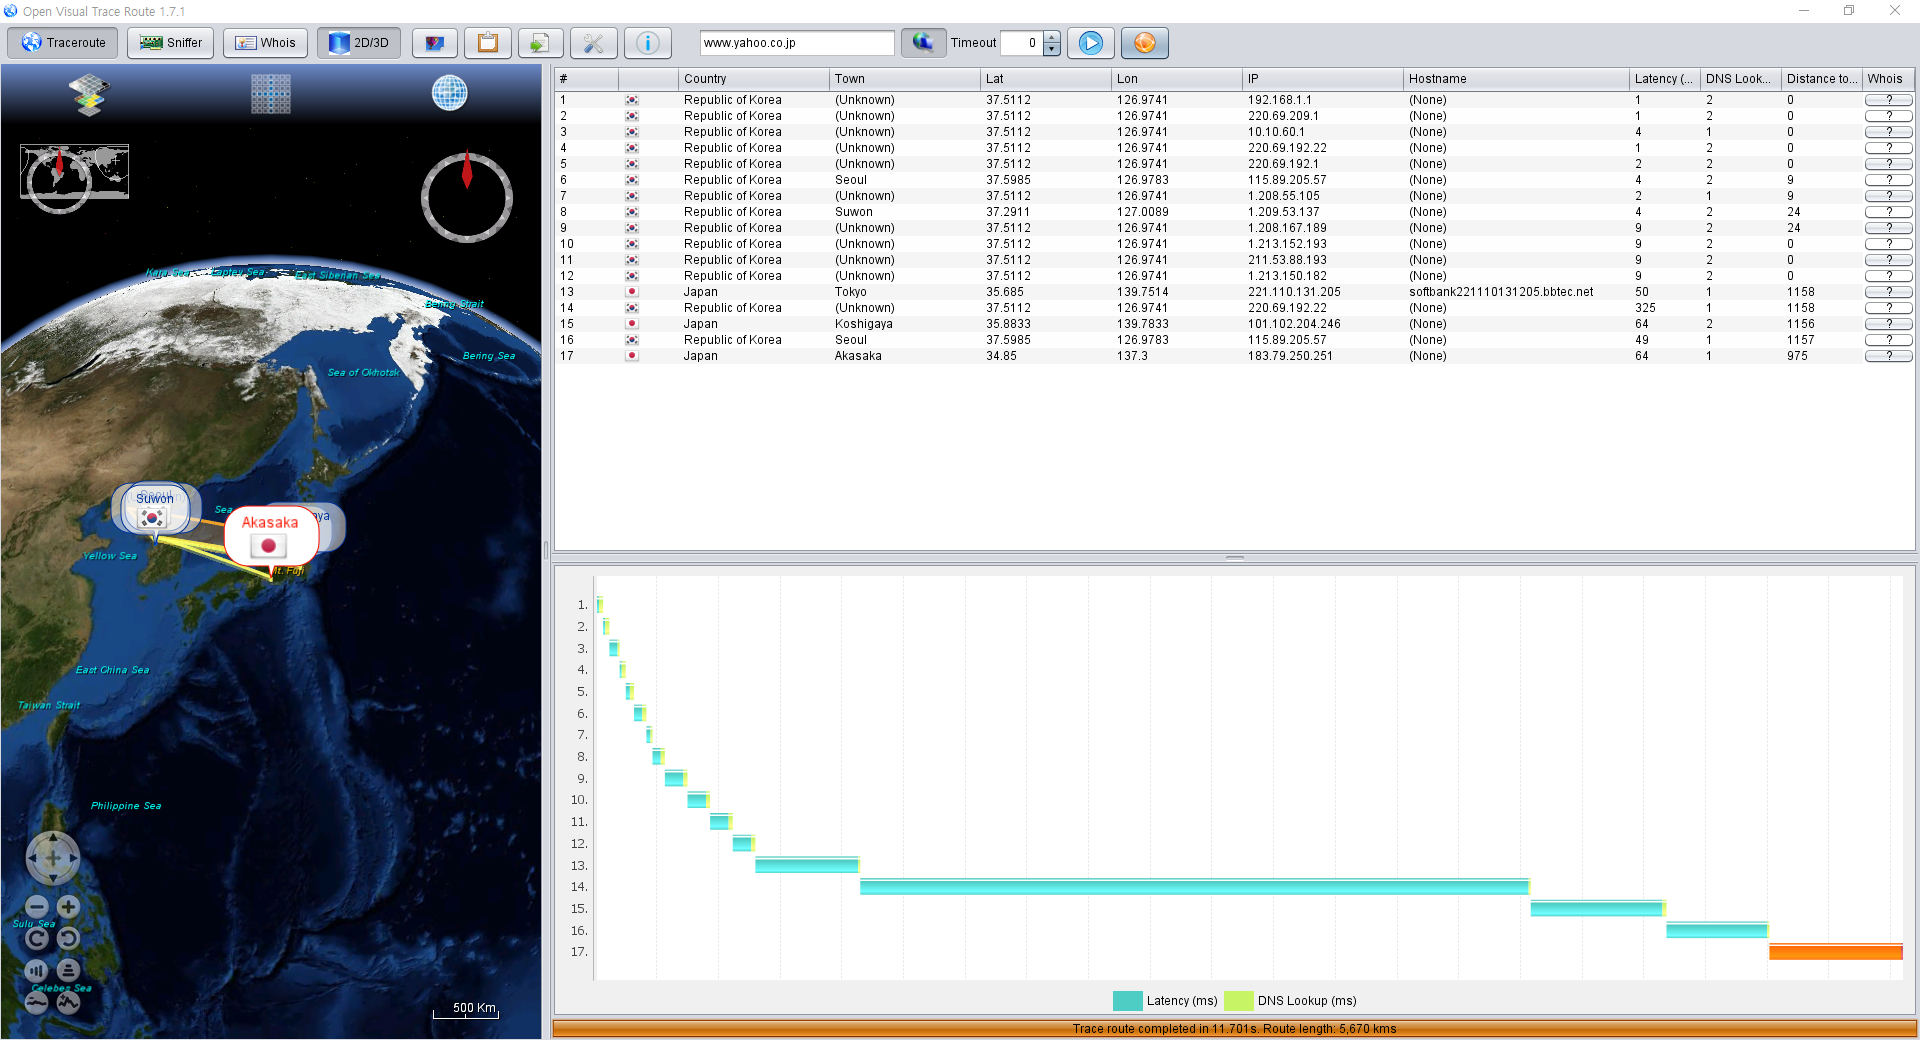 Open Visual Trace Route 1.7.1
Traceroute Sniffer Whois 2D/3D www.yahoo.co.jp Timeout 0
# Country Town Lat Lon IP Hostname Latency (... DNS Look... Distance to... Whois
1 Republic of Korea (Unknown) 37.5112 126.9741 192.168.1.1 (None) 1 2 0 ?
2 Republic of Korea (Unknown) 37.5112 126.9741 220.69.209.1 (None) 1 2 0 ?
3 Republic of Korea (Unknown) 37.5112 126.9741 10.10.60.1 (None) 4 1 0 ?
4 Republic of Korea (Unknown) 37.5112 126.9741 220.69.192.22 (None) 1 2 0 ?
5 Republic of Korea (Unknown) 37.5112 126.9741 220.69.192.1 (None) 2 2 0 ?
6 Republic of Korea Seoul 37.5985 126.9783 115.89.205.57 (None) 4 2 9 ?
7 Republic of Korea (Unknown) 37.5112 126.9741 1.208.55.105 (None) 2 1 9 ?
8 Republic of Korea Suwon 37.2911 127.0089 1.209.53.137 (None) 4 2 24 ?
9 Republic of Korea (Unknown) 37.5112 126.9741 1.208.167.189 (None) 9 2 24 ?
10 Republic of Korea (Unknown) 37.5112 126.9741 1.213.152.193 (None) 9 2 0 ?
11 Republic of Korea (Unknown) 37.5112 126.9741 211.53.88.193 (None) 9 2 0 ?
12 Republic of Korea (Unknown) 37.5112 126.9741 1.213.150.182 (None) 9 2 0 ?
13 Japan Tokyo 35.685 139.7514 221.110.131.205 softbank221110131205.bbtec.net 50 1 1158 ?
14 Republic of Korea (Unknown) 37.5112 126.9741 220.69.192.22 (None) 325 1 1158 ?
15 Japan Koshigaya 35.8833 139.7833 101.102.204.246 (None) 64 2 1156 ?
16 Republic of Korea Seoul 37.5985 126.9783 115.89.205.57 (None) 49 1 1157 ?
17 Japan Akasaka 34.85 137.3 183.79.250.251 (None) 64 1 975 ?
Kara Sea Laptev Sea East Siberian Sea
Bering Strait
Bering Sea
Sea of Okhotsk
Suwon
Sea
Akasaka
Yellow Sea
Mt. Fuji
East China Sea
Taiwan Strait
Philippine Sea
Sulu Sea
Celebes Sea
500 Km
1.
2.
3.
4.
5.
6.
7.
8.
9.
10.
11.
12.
13.
14.
15.
16.
17.
Latency (ms) DNS Lookup (ms)
Trace route completed in 11.701s. Route length: 5,670 kms